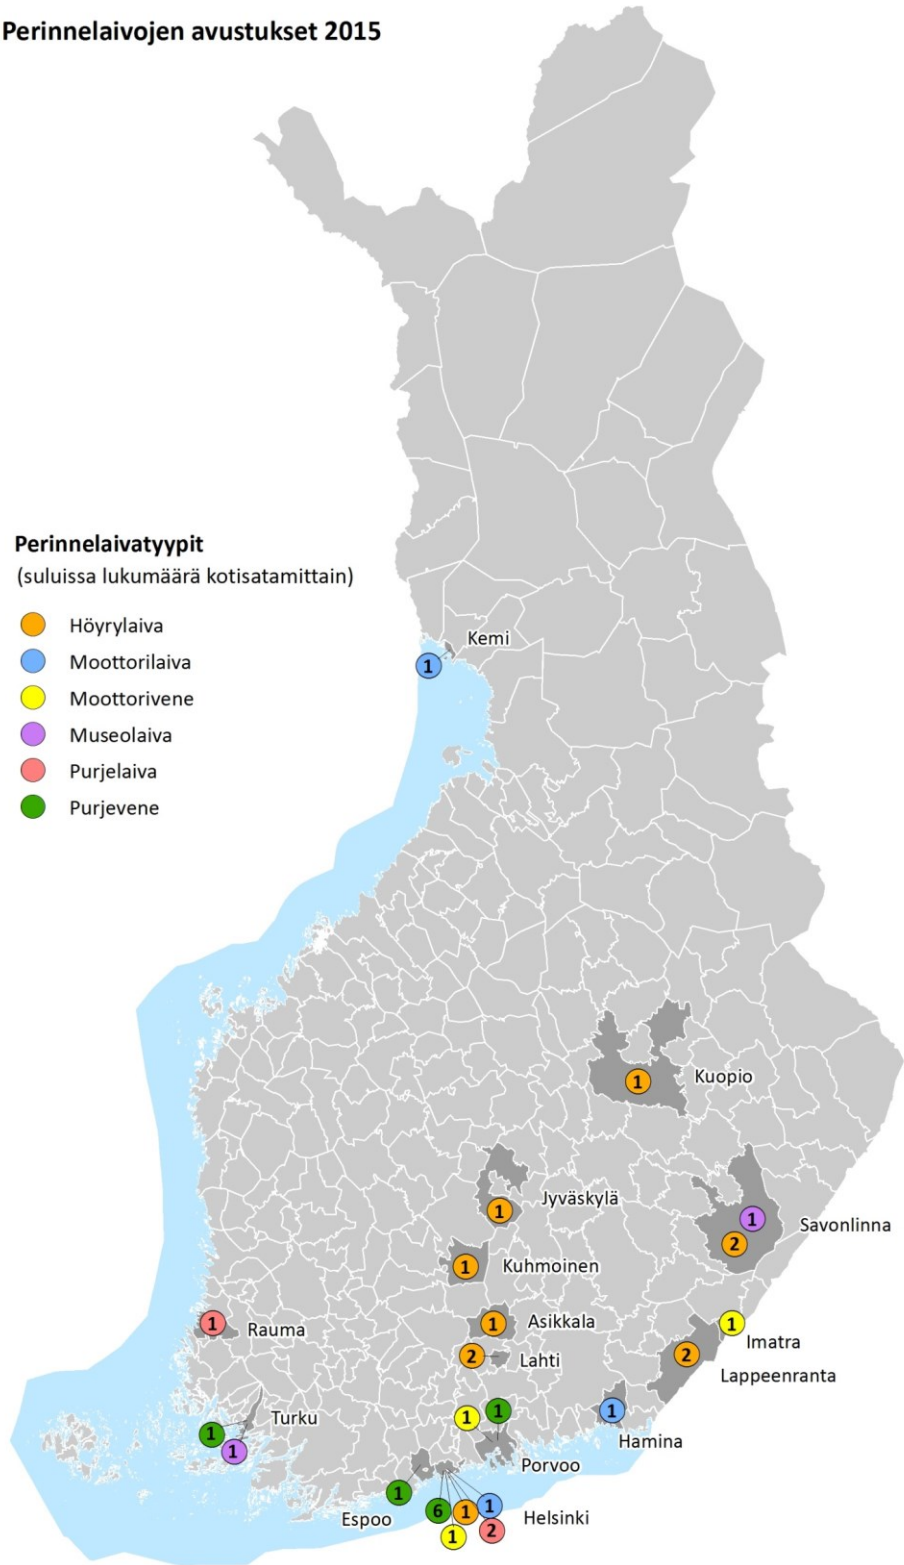 Perinnelaivojen avustukset 2015
Perinnelaivatyypit
(suluissa lukumäärä kotisatamittain)
Höyrylaiva
Moottorilaiva
Moottorivene
Museolaiva
Purjelaiva
Purjevene
Kemi
1
1
Kuopio
Jyväskylä
1
1
Savonlinna
2
1
Kuhmoinen
1
Rauma
1
Asikkala
1
Imatra
2
Lahti
2
Lappeenranta
1
Turku
1
1
1
1
1
Hamina
Porvoo
1
Espoo
6
1
1
Helsinki
1
2